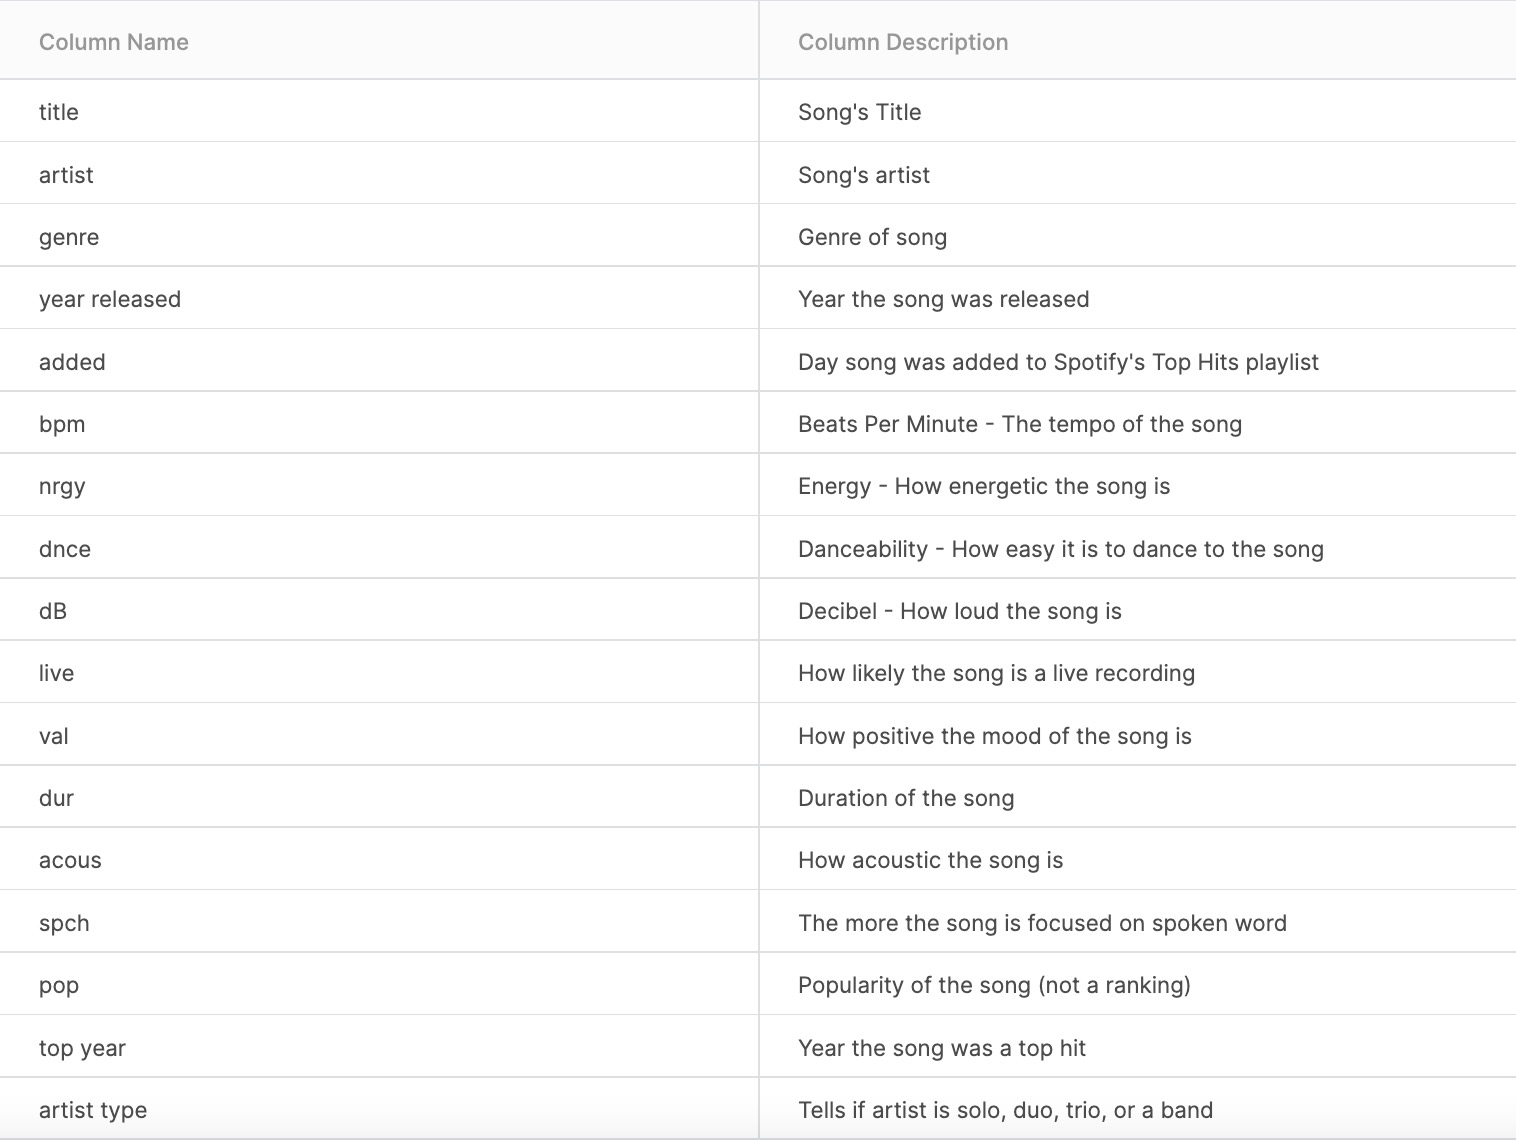 Column Name Column Description
title Song's Title
artist Song's artist
genre Genre of song
year released Year the song was released
added Day song was added to Spotify's Top Hits playlist
bpm Beats Per Minute - The tempo of the song
nrgy Energy - How energetic the song is
dnce Danceability - How easy it is to dance to the song
dB Decibel - How loud the song is
live How likely the song is a live recording
val How positive the mood of the song is
dur Duration of the song
acous How acoustic the song is
spch The more the song is focused on spoken word
pop Popularity of the song (not a ranking)
top year Year the song was a top hit
artist type Tells if artist is solo, duo, trio, or a band